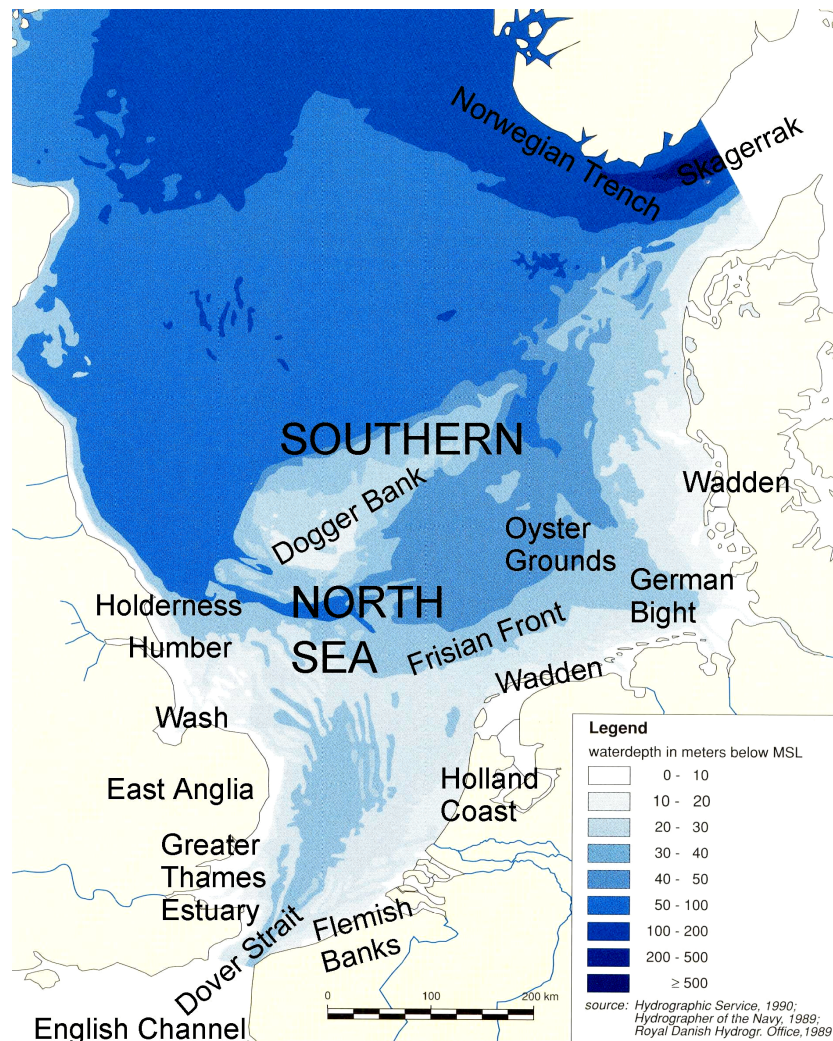 Norwegian Trench
Skagerrak
SOUTHERN
Dogger Bank
Wadden
Oyster
Grounds
German
Bight
NORTH
SEA
Holderness
Humber
Frisian Front
Wadden
Wash
East Anglia
Holland
Coast
Greater
Thames
Estuary
Flemish
Banks
Dover Strait
English Channel
0 100 200 km
Legend
waterdepth in meters below MSL
0 - 10
10 - 20
20 - 30
30 - 40
40 - 50
50 - 100
100 - 200
200 - 500
≥ 500
source: Hydrographic Service, 1990;
Hydrographer of the Navy, 1989;
Royal Danish Hydrogr. Office,1989